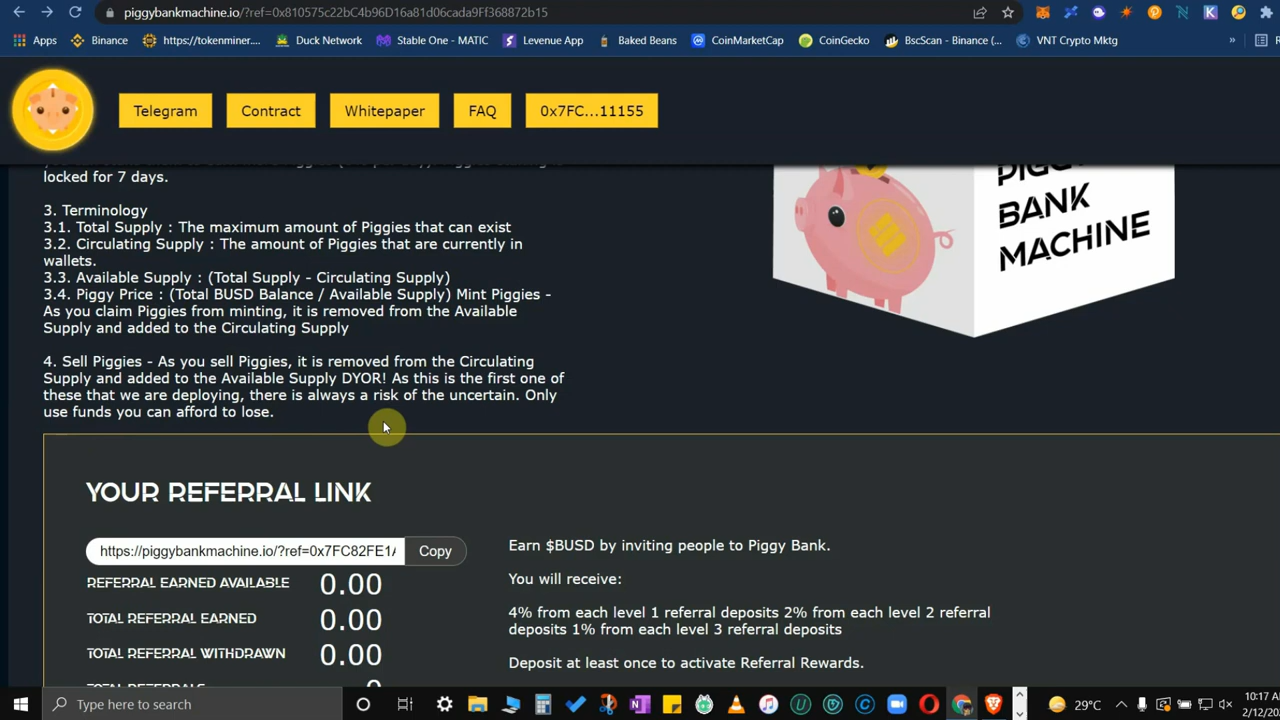 piggybankmachine.io/?ref=0x810575c22bC4b96D16a81d06cada9Ff368872b15
Apps Binance https://tokenminer.... Duck Network Stable One - MATIC Levenue App Baked Beans CoinMarketCap CoinGecko BscScan - Binance (... VNT Crypto Mktg »
Telegram Contract Whitepaper FAQ 0x7FC...11155
locked for 7 days.
3. Terminology
3.1. Total Supply : The maximum amount of Piggies that can exist
3.2. Circulating Supply : The amount of Piggies that are currently in
wallets.
3.3. Available Supply : (Total Supply - Circulating Supply)
3.4. Piggy Price : (Total BUSD Balance / Available Supply) Mint Piggies -
As you claim Piggies from minting, it is removed from the Available
Supply and added to the Circulating Supply
4. Sell Piggies - As you sell Piggies, it is removed from the Circulating
Supply and added to the Available Supply DYOR! As this is the first one of
these that we are deploying, there is always a risk of the uncertain. Only
use funds you can afford to lose.
PIGGY
BANK
MACHINE
YOUR REFERRAL LINK
https://piggybankmachine.io/?ref=0x7FC82FE1A Copy
REFERRAL EARNED AVAILABLE 0.00
TOTAL REFERRAL EARNED 0.00
TOTAL REFERRAL WITHDRAWN 0.00
Earn $BUSD by inviting people to Piggy Bank.
You will receive:
4% from each level 1 referral deposits 2% from each level 2 referral
deposits 1% from each level 3 referral deposits
Deposit at least once to activate Referral Rewards.
Type here to search
29°C
10:17 A
2/12/20